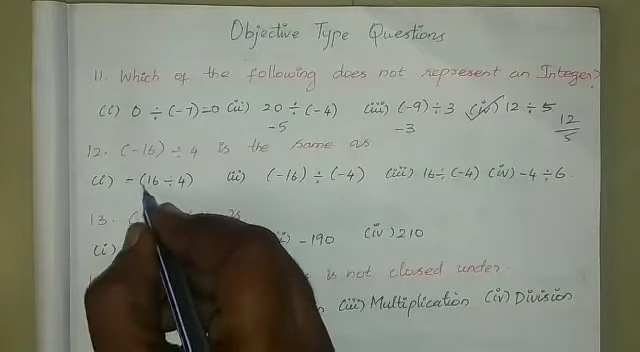 Objective Type Questions
11. Which of the following does not represent an Integer?
(i) 0 ÷ (-7)=0 (ii) 20 ÷ (-4) (iii) (-9) ÷ 3 (iv) 12 ÷ 5
-5 -3 12/5
12. (-16) ÷ 4 is the same as
(i) -(16 ÷ 4) (ii) (-16) ÷ (-4) (iii) 16 ÷ (-4) (iv) -4 ÷ 6.
13. is
(i) -190 (iv) 210
is not closed under.
(iii) Multiplication (iv) Division